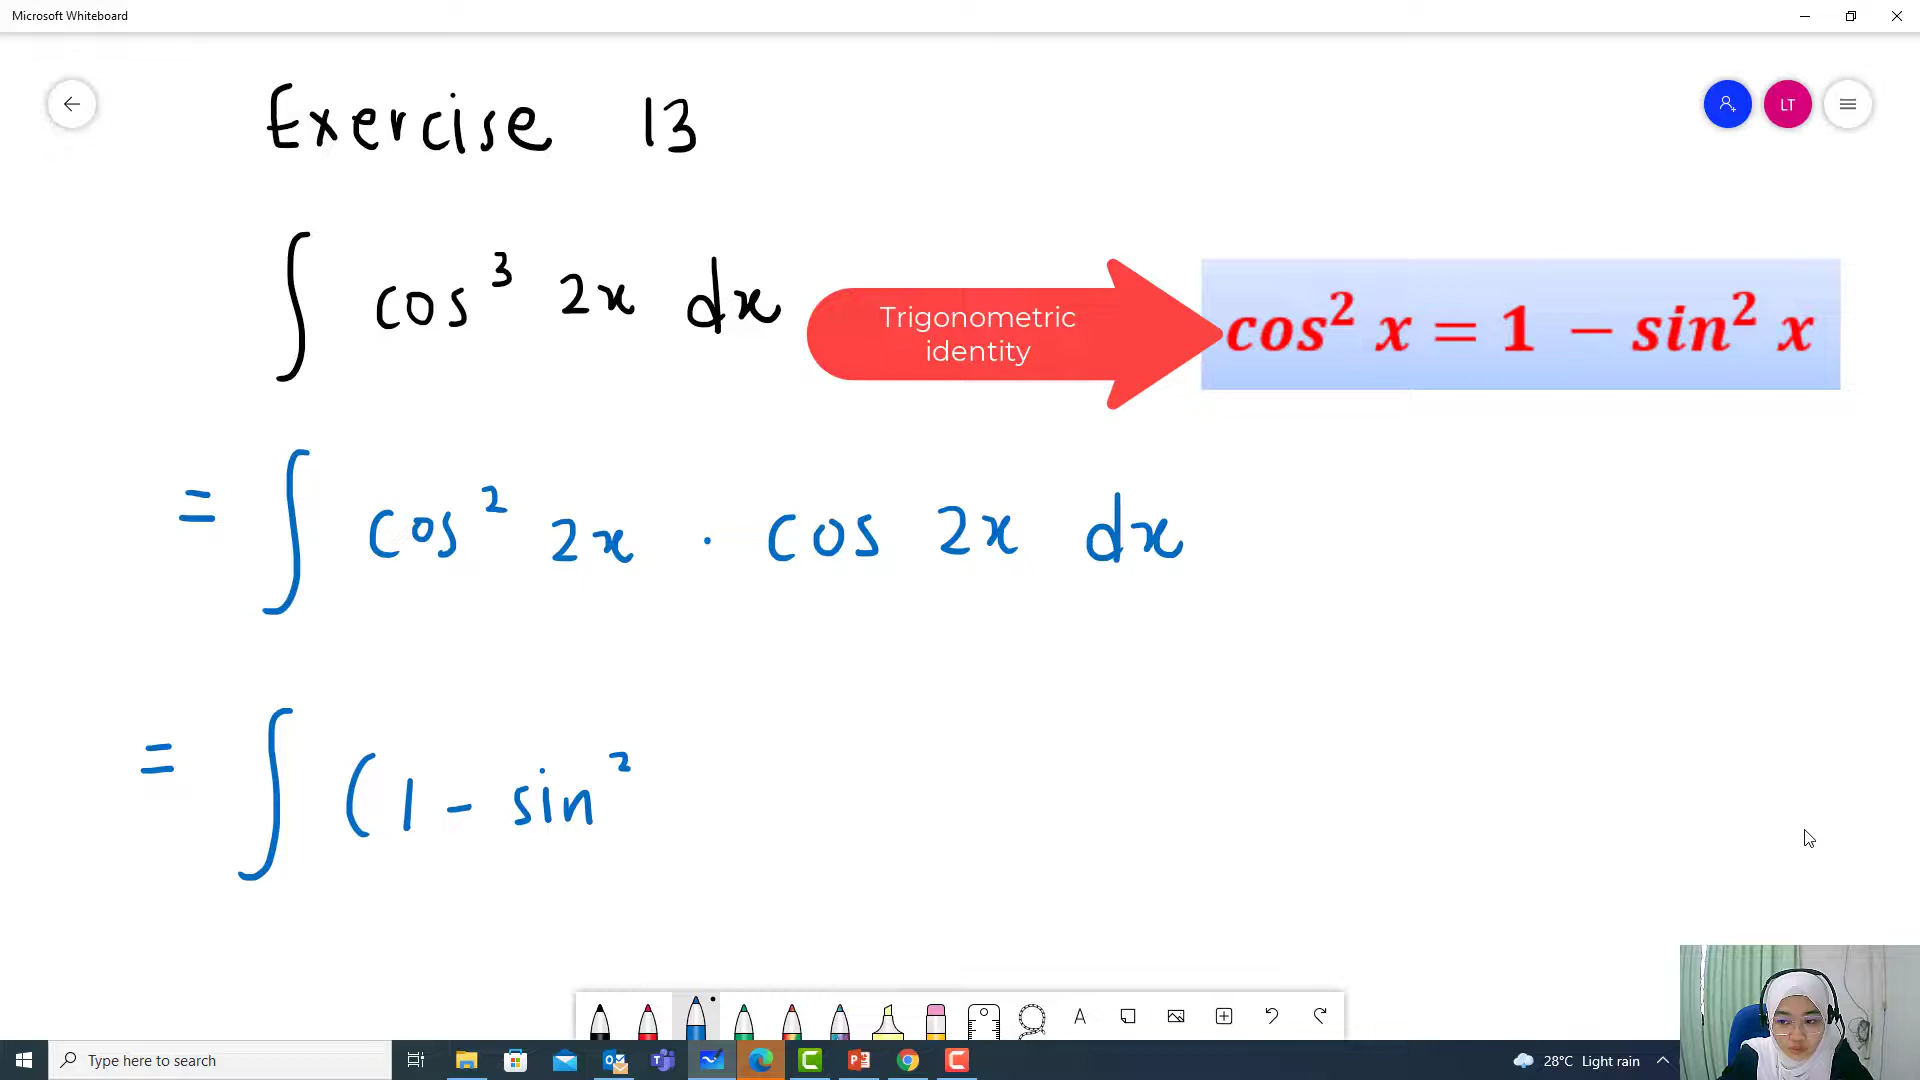 Microsoft Whiteboard
LT
Exercise 13
∫ cos³ 2x dx
Trigonometric
identity
cos² x = 1 − sin² x
= ∫ cos² 2x · cos 2x dx
= ∫ (1 - sin²
A
Type here to search
28°C Light rain